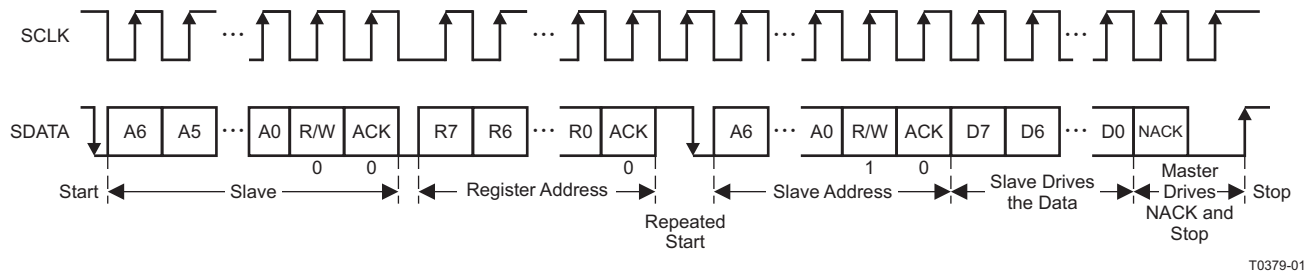 SCLK
... ... ... ...
SDATA A6 A5 ... A0 R/W ACK R7 R6 ... R0 ACK A6 ... A0 R/W ACK D7 D6 ... D0 NACK
0 0 0 1 0
Start Slave Register Address Slave Address Slave Drives Master Stop
the Data Drives
Repeated NACK and
Start Stop
T0379-01